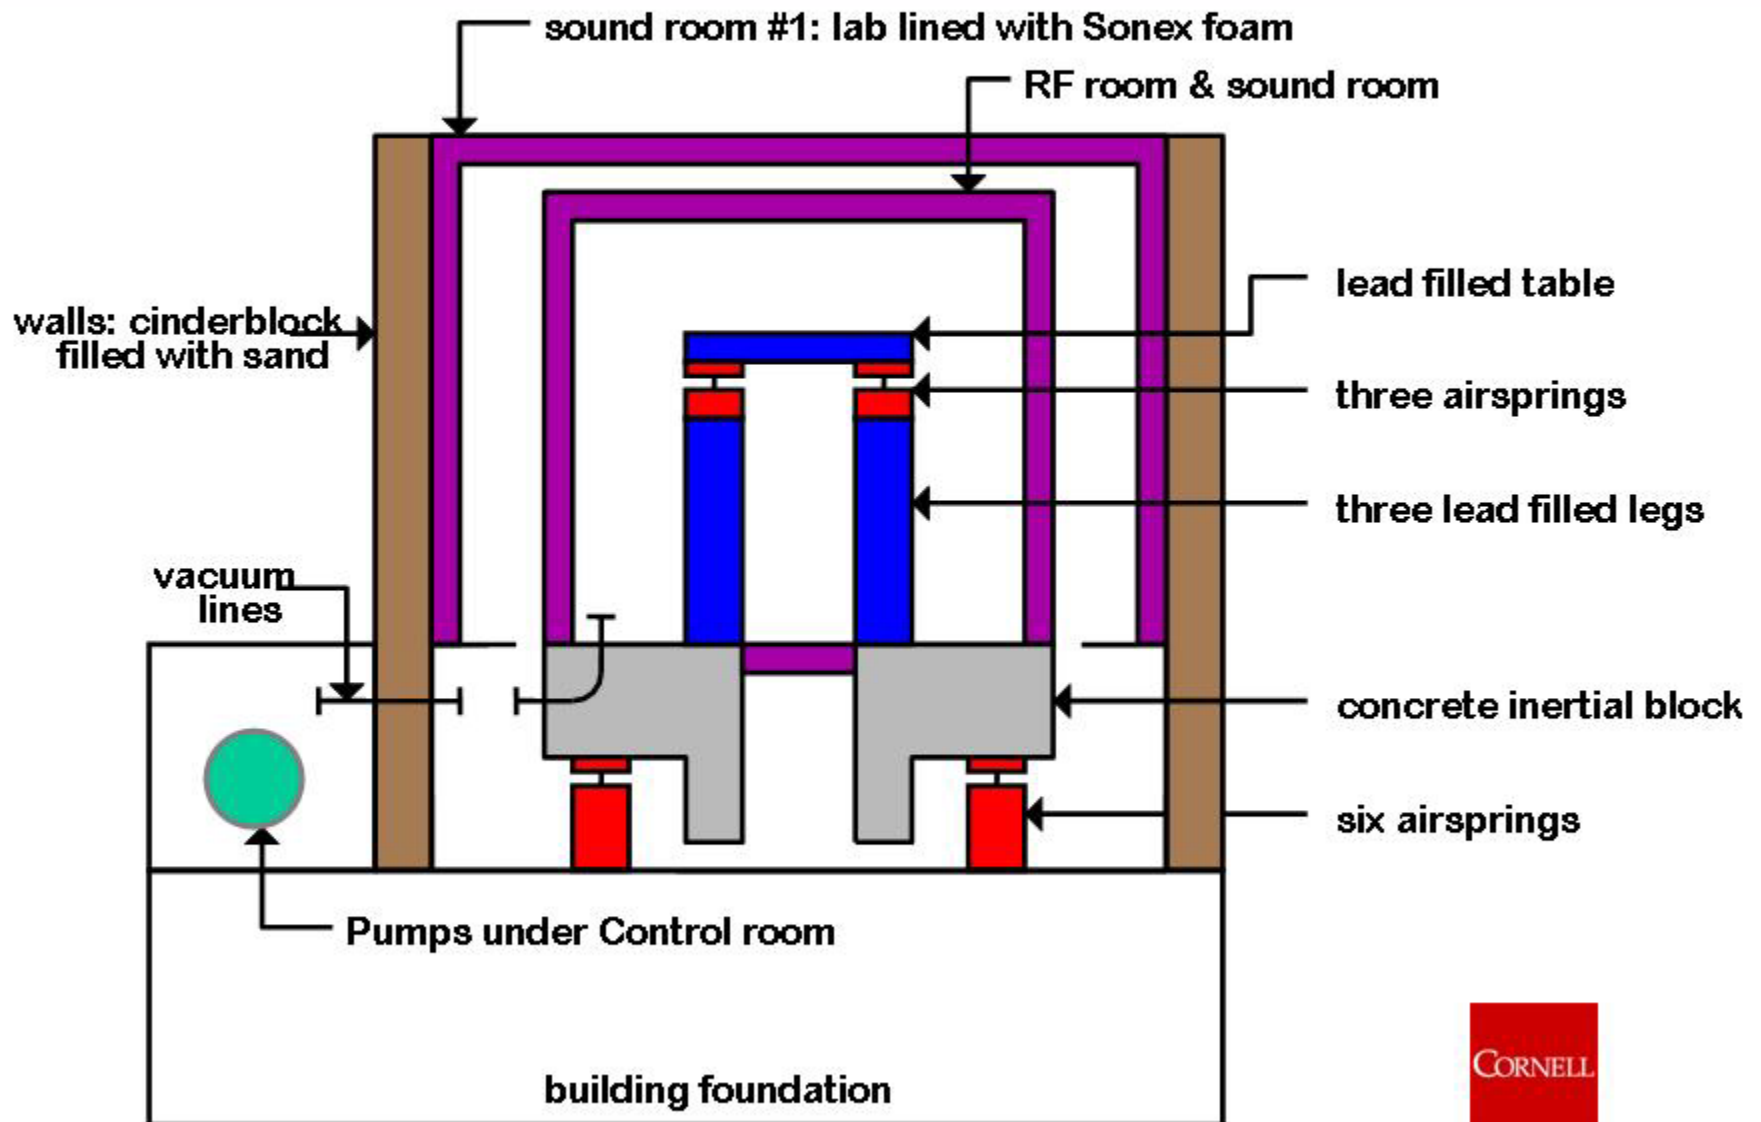 sound room #1: lab lined with Sonex foam
RF room & sound room
lead filled table
walls: cinderblock
filled with sand
three airsprings
three lead filled legs
vacuum
lines
concrete inertial block
six airsprings
Pumps under Control room
building foundation
CORNELL